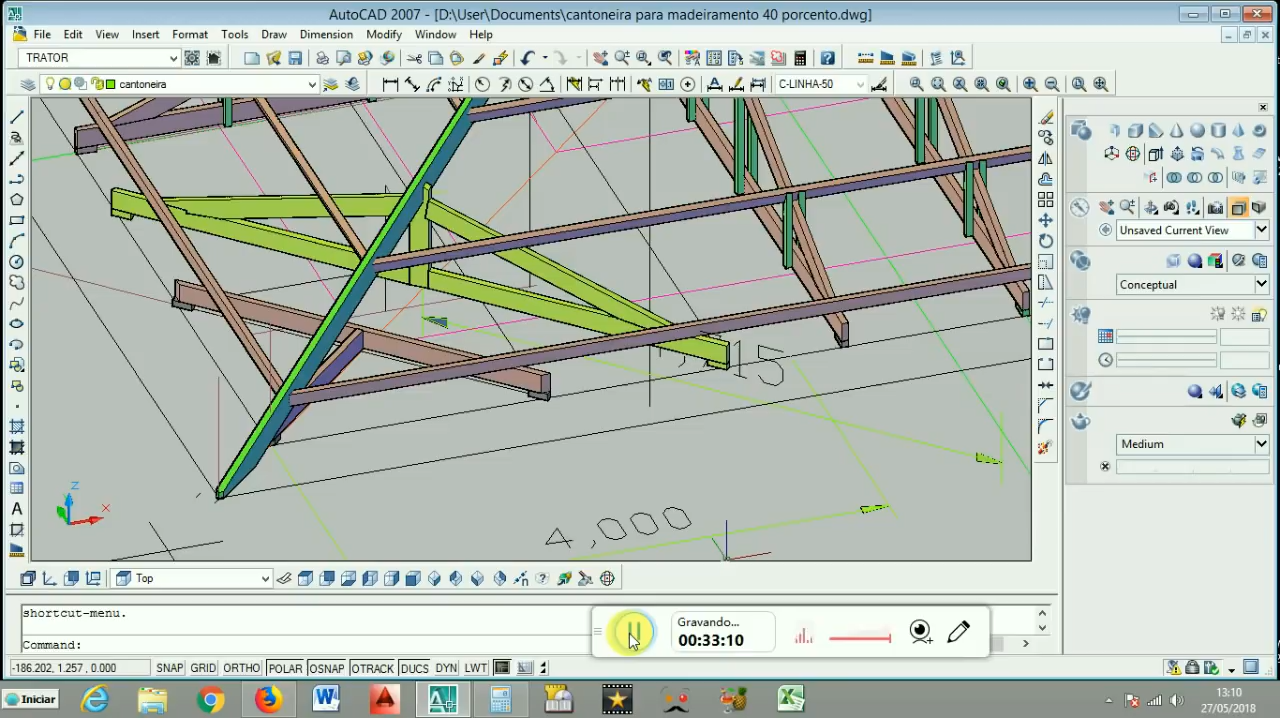 AutoCAD 2007 - [D:\User\Documents\cantoneira para madeiramento 40 porcento.dwg]
File Edit View Insert Format Tools Draw Dimension Modify Window Help
TRATOR
cantoneira
C-LINHA-50
Unsaved Current View
Conceptual
Medium
15
4,000
Z
X
Top
shortcut-menu.
Command:
Gravando...
00:33:10
-186.202, 1.257, 0.000 SNAP GRID ORTHO POLAR OSNAP OTRACK DUCS DYN LWT
Iniciar
13:10
27/05/2018